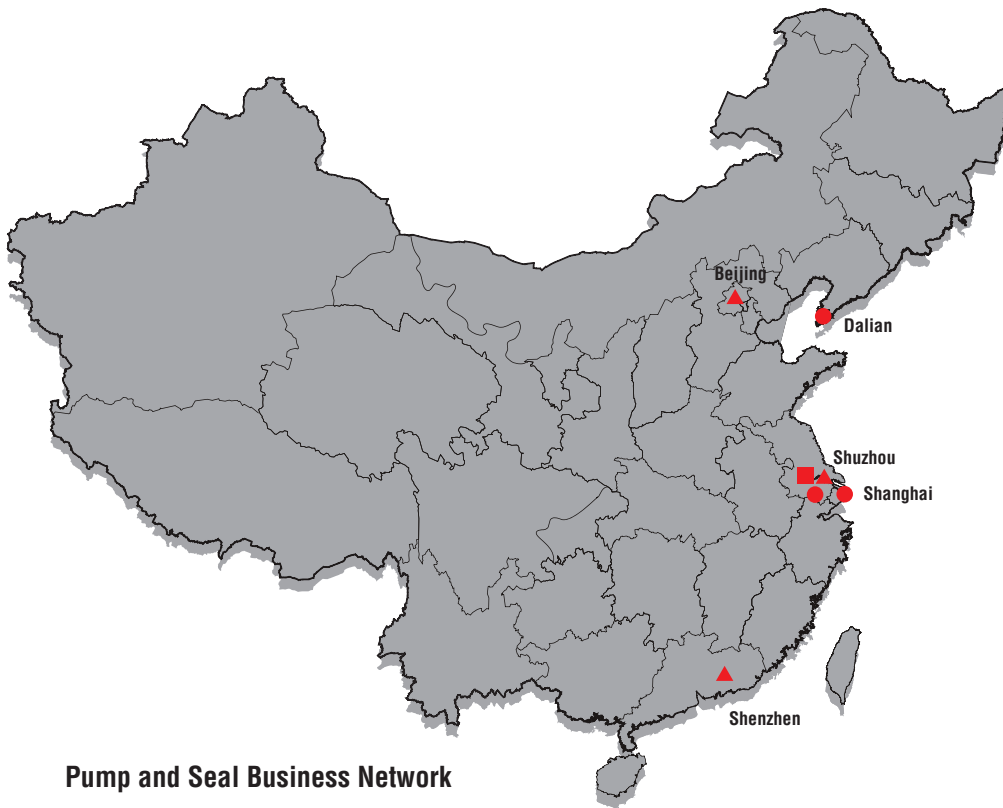 Beijing
Dalian
Shuzhou
Shanghai
Shenzhen
Pump and Seal Business Network